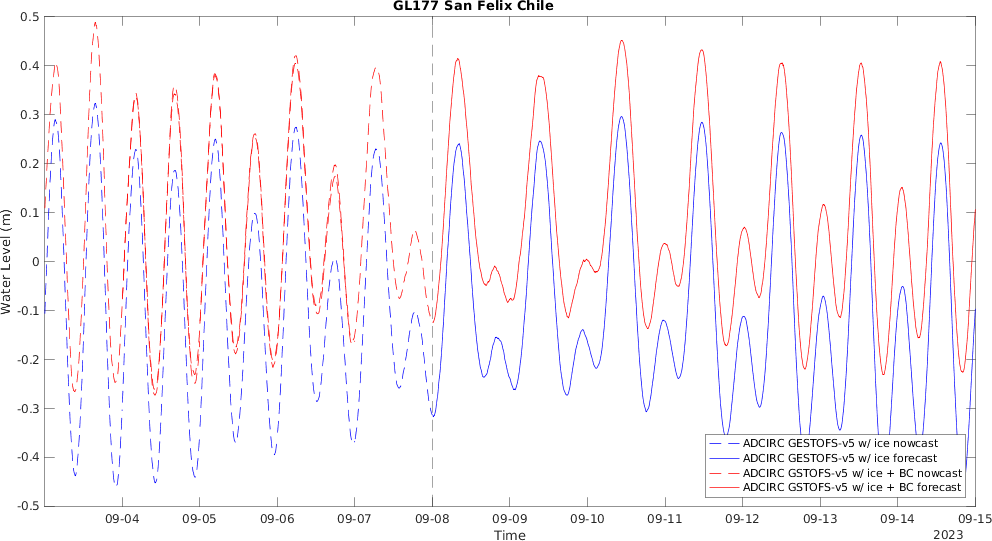 GL177 San Felix Chile
0.5
0.4
0.3
0.2
0.1
0
-0.1
-0.2
-0.3
-0.4
-0.5
Water Level (m)
09-04 09-05 09-06 09-07 09-08 09-09 09-10 09-11 09-12 09-13 09-14 09-15
Time
2023
ADCIRC GESTOFS-v5 w/ ice nowcast
ADCIRC GESTOFS-v5 w/ ice forecast
ADCIRC GSTOFS-v5 w/ ice + BC nowcast
ADCIRC GSTOFS-v5 w/ ice + BC forecast